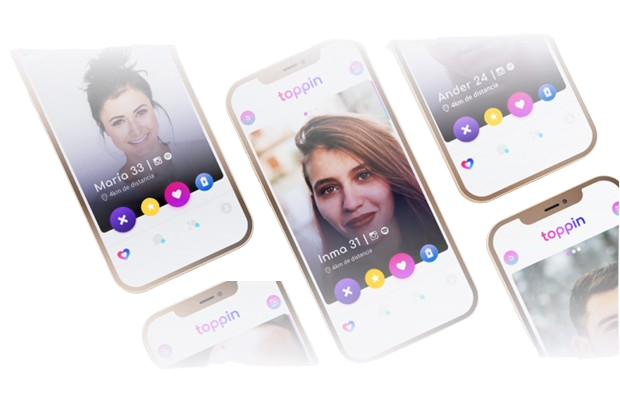 María 33 |
4km de distancia
toppin
Inma 31 |
4km de distancia
Ander 24 |
4km de distancia
toppin
toppin